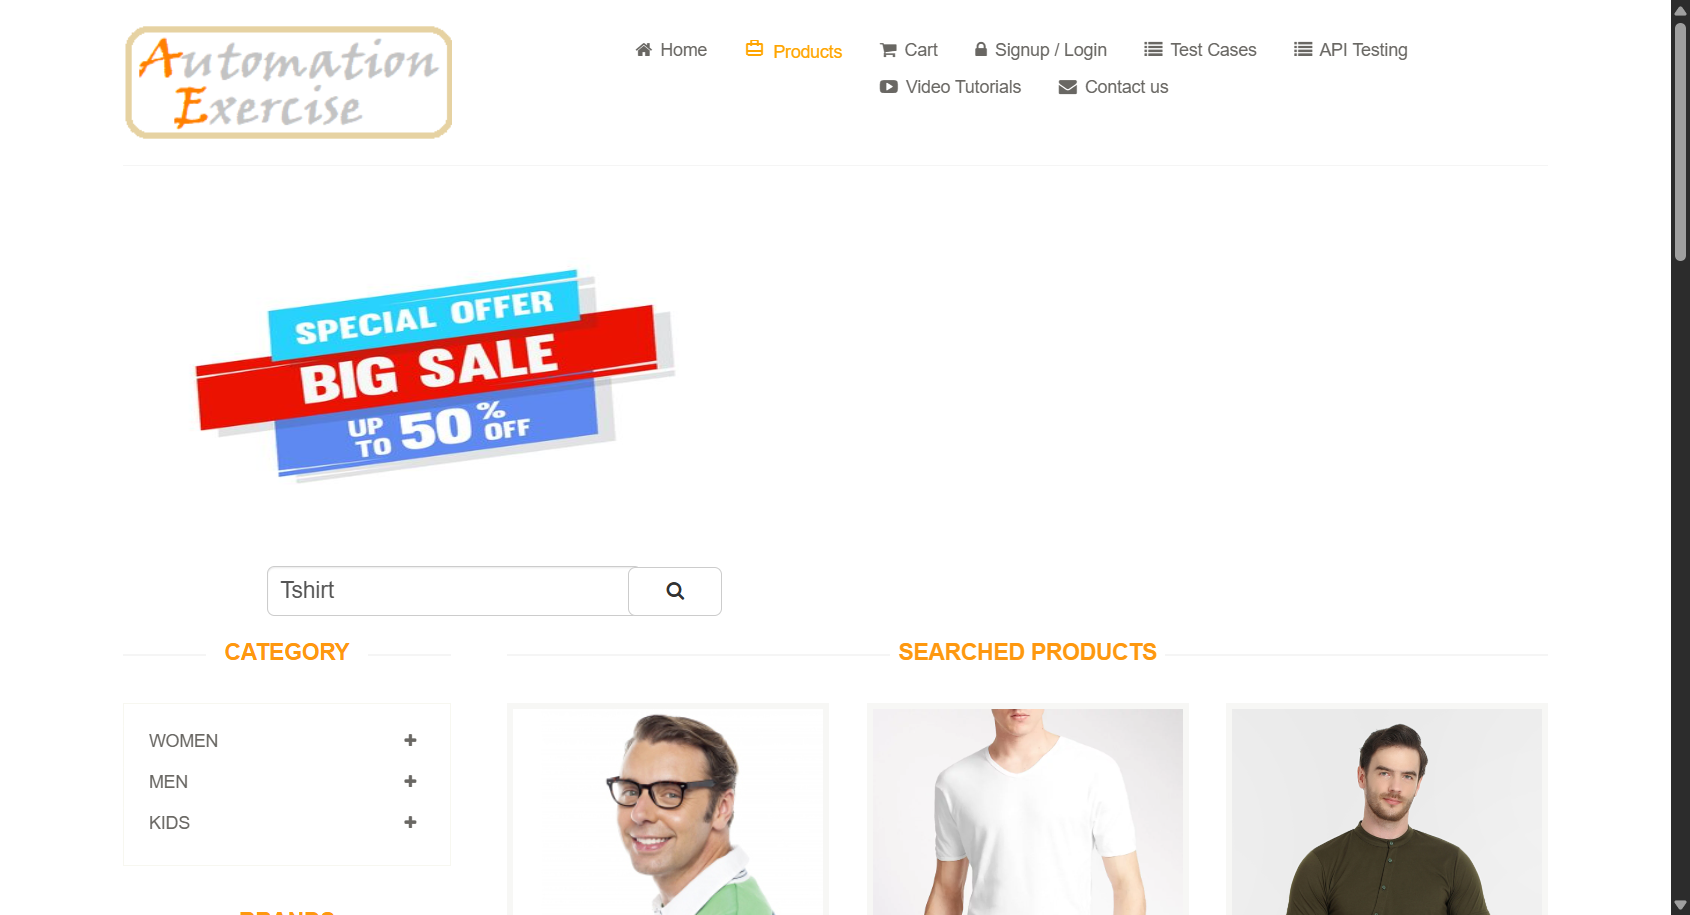 Automation
Exercise
Home
Products
Cart
Signup / Login
Test Cases
API Testing
Video Tutorials
Contact us
SPECIAL OFFER
BIG SALE
UP TO 50% OFF
Tshirt
CATEGORY
SEARCHED PRODUCTS
WOMEN
MEN
KIDS
BRANDS